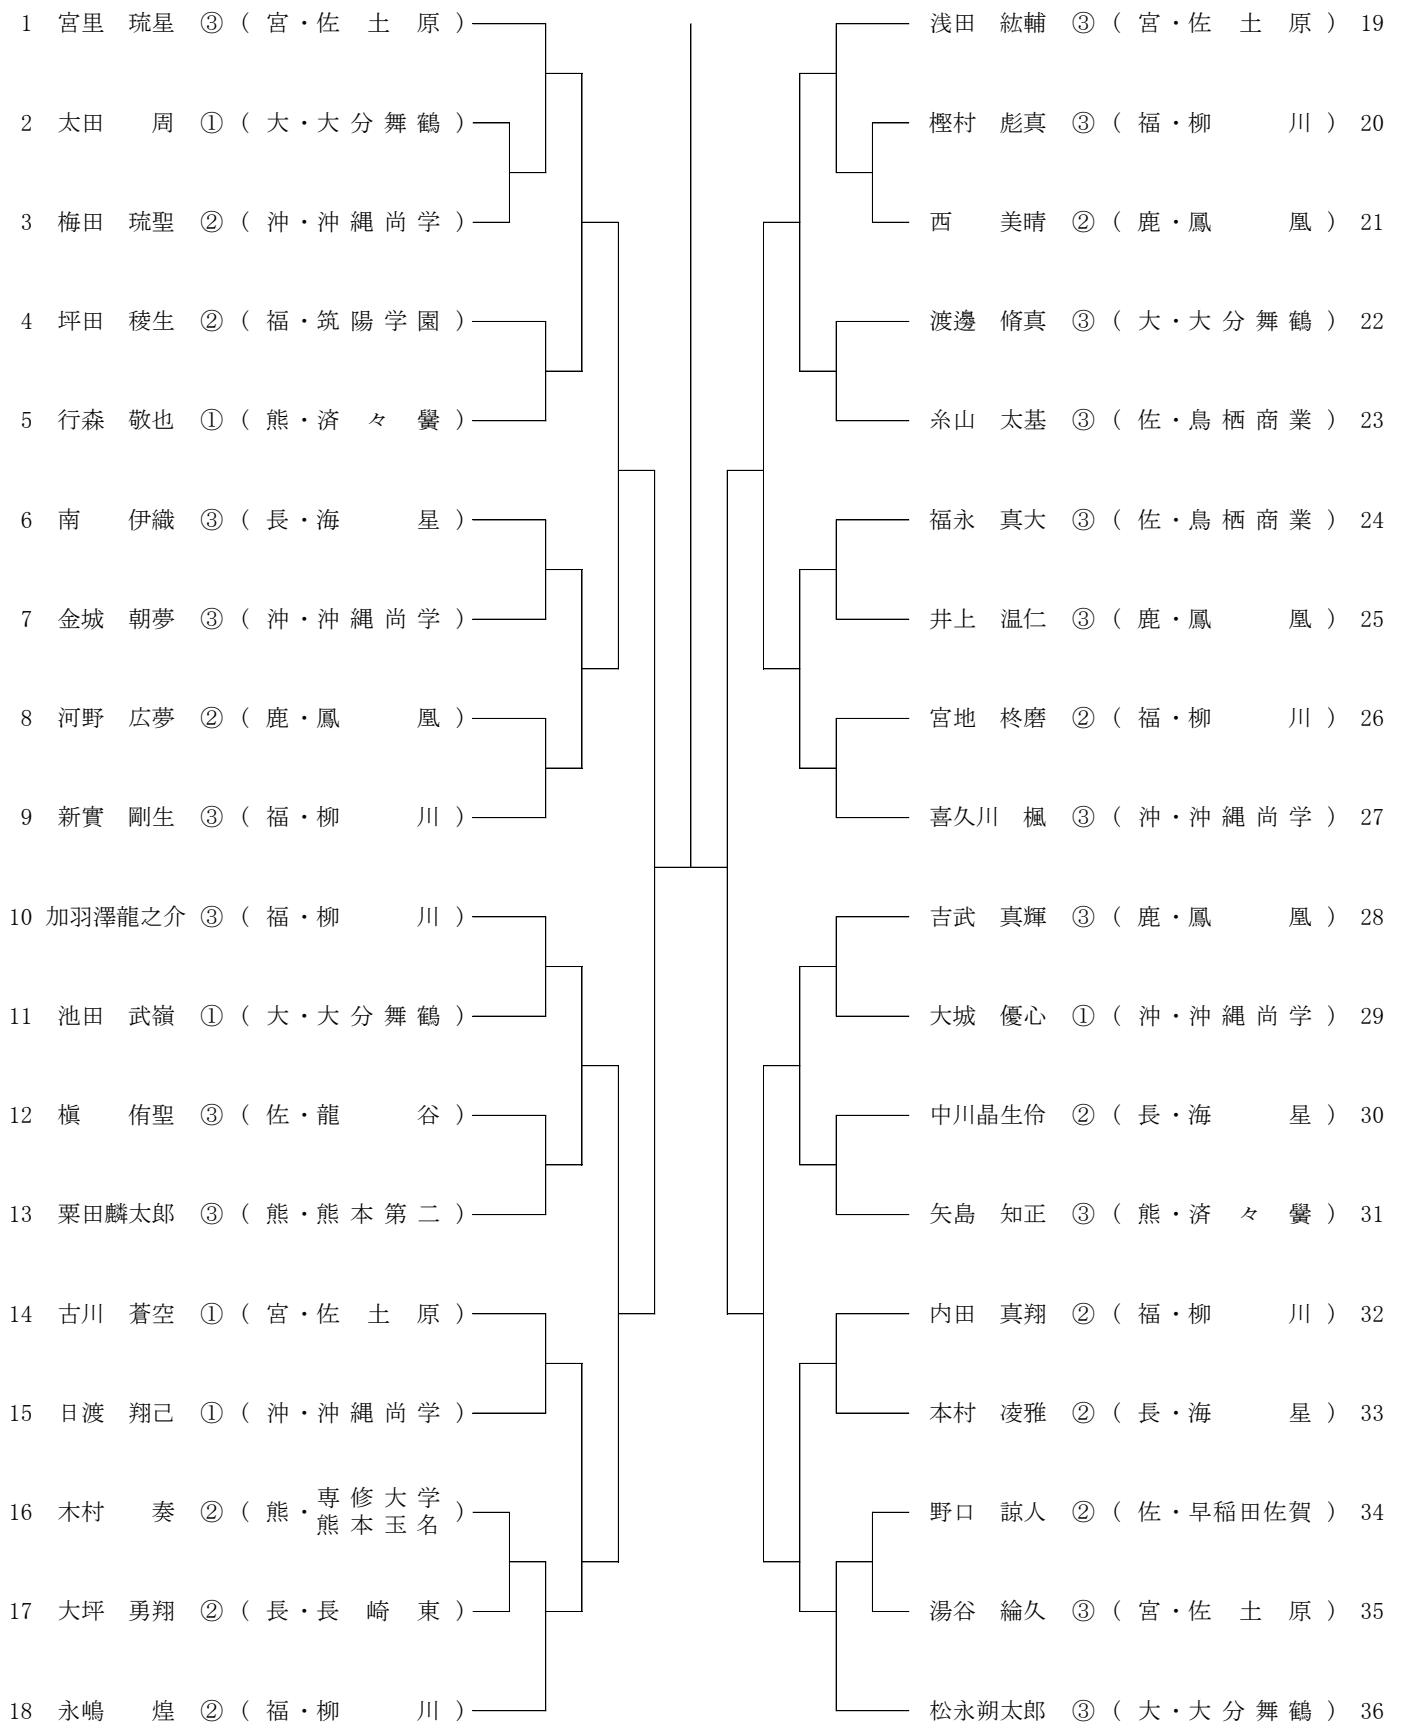 1 宮里 琉星 ③ ( 宮・佐 土 原 )
2 太田 周 ① ( 大・大 分 舞 鶴 )
3 梅田 琉聖 ② ( 沖・沖 縄 尚 学 )
4 坪田 稜生 ② ( 福・筑 陽 学 園 )
5 行森 敬也 ① ( 熊・済 々 黌 )
6 南 伊織 ③ ( 長・海 星 )
7 金城 朝夢 ③ ( 沖・沖 縄 尚 学 )
8 河野 広夢 ② ( 鹿・鳳 凰 )
9 新實 剛生 ③ ( 福・柳 川 )
10 加羽澤龍之介 ③ ( 福・柳 川 )
11 池田 武嶺 ① ( 大・大 分 舞 鶴 )
12 槇 侑聖 ③ ( 佐・龍 谷 )
13 粟田麟太郎 ③ ( 熊・熊 本 第 二 )
14 古川 蒼空 ① ( 宮・佐 土 原 )
15 日渡 翔己 ① ( 沖・沖 縄 尚 学 )
16 木村 奏 ② ( 熊・専 修 大 学
熊 本 玉 名 )
17 大坪 勇翔 ② ( 長・長 崎 東 )
18 永嶋 煌 ② ( 福・柳 川 )
浅田 紘輔 ③ ( 宮・佐 土 原 ) 19
樫村 彪真 ③ ( 福・柳 川 ) 20
西 美晴 ② ( 鹿・鳳 凰 ) 21
渡邊 脩真 ③ ( 大・大 分 舞 鶴 ) 22
糸山 太基 ③ ( 佐・鳥 栖 商 業 ) 23
福永 真大 ③ ( 佐・鳥 栖 商 業 ) 24
井上 温仁 ③ ( 鹿・鳳 凰 ) 25
宮地 柊磨 ② ( 福・柳 川 ) 26
喜久川 楓 ③ ( 沖・沖 縄 尚 学 ) 27
吉武 真輝 ③ ( 鹿・鳳 凰 ) 28
大城 優心 ① ( 沖・沖 縄 尚 学 ) 29
中川晶生伶 ② ( 長・海 星 ) 30
矢島 知正 ③ ( 熊・済 々 黌 ) 31
内田 真翔 ② ( 福・柳 川 ) 32
本村 凌雅 ② ( 長・海 星 ) 33
野口 諒人 ② ( 佐・早稲田佐賀 ) 34
湯谷 綸久 ③ ( 宮・佐 土 原 ) 35
松永朔太郎 ③ ( 大・大 分 舞 鶴 ) 36